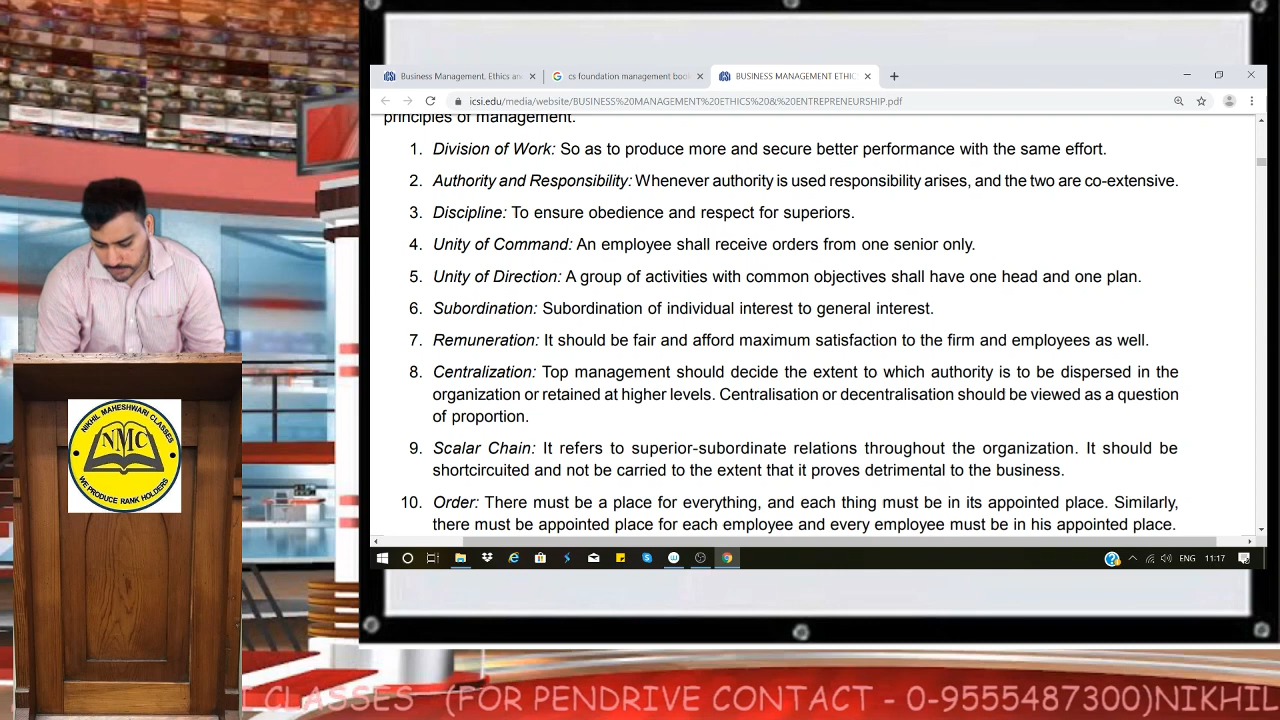 Business Management. Ethics an
cs foundation management boo
BUSINESS MANAGEMENT ETHIC
icsi.edu/media/website/BUSINESS%20MANAGEMENT%20ETHICS%20&%20ENTREPRENEURSHIP.pdf
principles of management.
1. Division of Work: So as to produce more and secure better performance with the same effort.
2. Authority and Responsibility: Whenever authority is used responsibility arises, and the two are co-extensive.
3. Discipline: To ensure obedience and respect for superiors.
4. Unity of Command: An employee shall receive orders from one senior only.
5. Unity of Direction: A group of activities with common objectives shall have one head and one plan.
6. Subordination: Subordination of individual interest to general interest.
7. Remuneration: It should be fair and afford maximum satisfaction to the firm and employees as well.
8. Centralization: Top management should decide the extent to which authority is to be dispersed in the
organization or retained at higher levels. Centralisation or decentralisation should be viewed as a question
of proportion.
9. Scalar Chain: It refers to superior-subordinate relations throughout the organization. It should be
shortcircuited and not be carried to the extent that it proves detrimental to the business.
10. Order: There must be a place for everything, and each thing must be in its appointed place. Similarly,
there must be appointed place for each employee and every employee must be in his appointed place.
ENG 11:17
NIKHIL MAHESHWARI CLASSES
NMC
WE PRODUCE RANK HOLDERS
CLASSES (FOR PENDRIVE CONTACT - 0-9555487300)NIKHIL